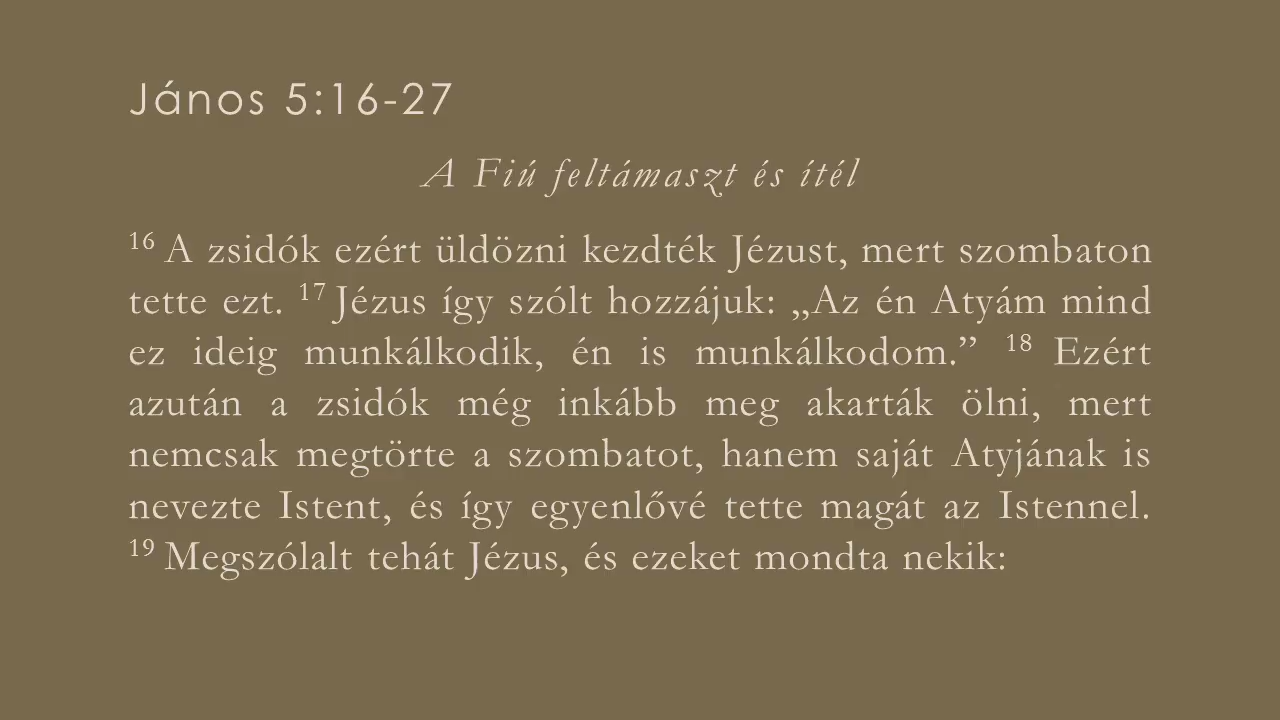 János 5:16-27
A Fiú feltámaszt és ítél
16 A zsidók ezért üldözni kezdték Jézust, mert szombaton
tette ezt. 17 Jézus így szólt hozzájuk: „Az én Atyám mind
ez ideig munkálkodik, én is munkálkodom.” 18 Ezért
azután a zsidók még inkább meg akarták ölni, mert
nemcsak megtörte a szombatot, hanem saját Atyjának is
nevezte Istent, és így egyenlővé tette magát az Istennel.
19 Megszólalt tehát Jézus, és ezeket mondta nekik: